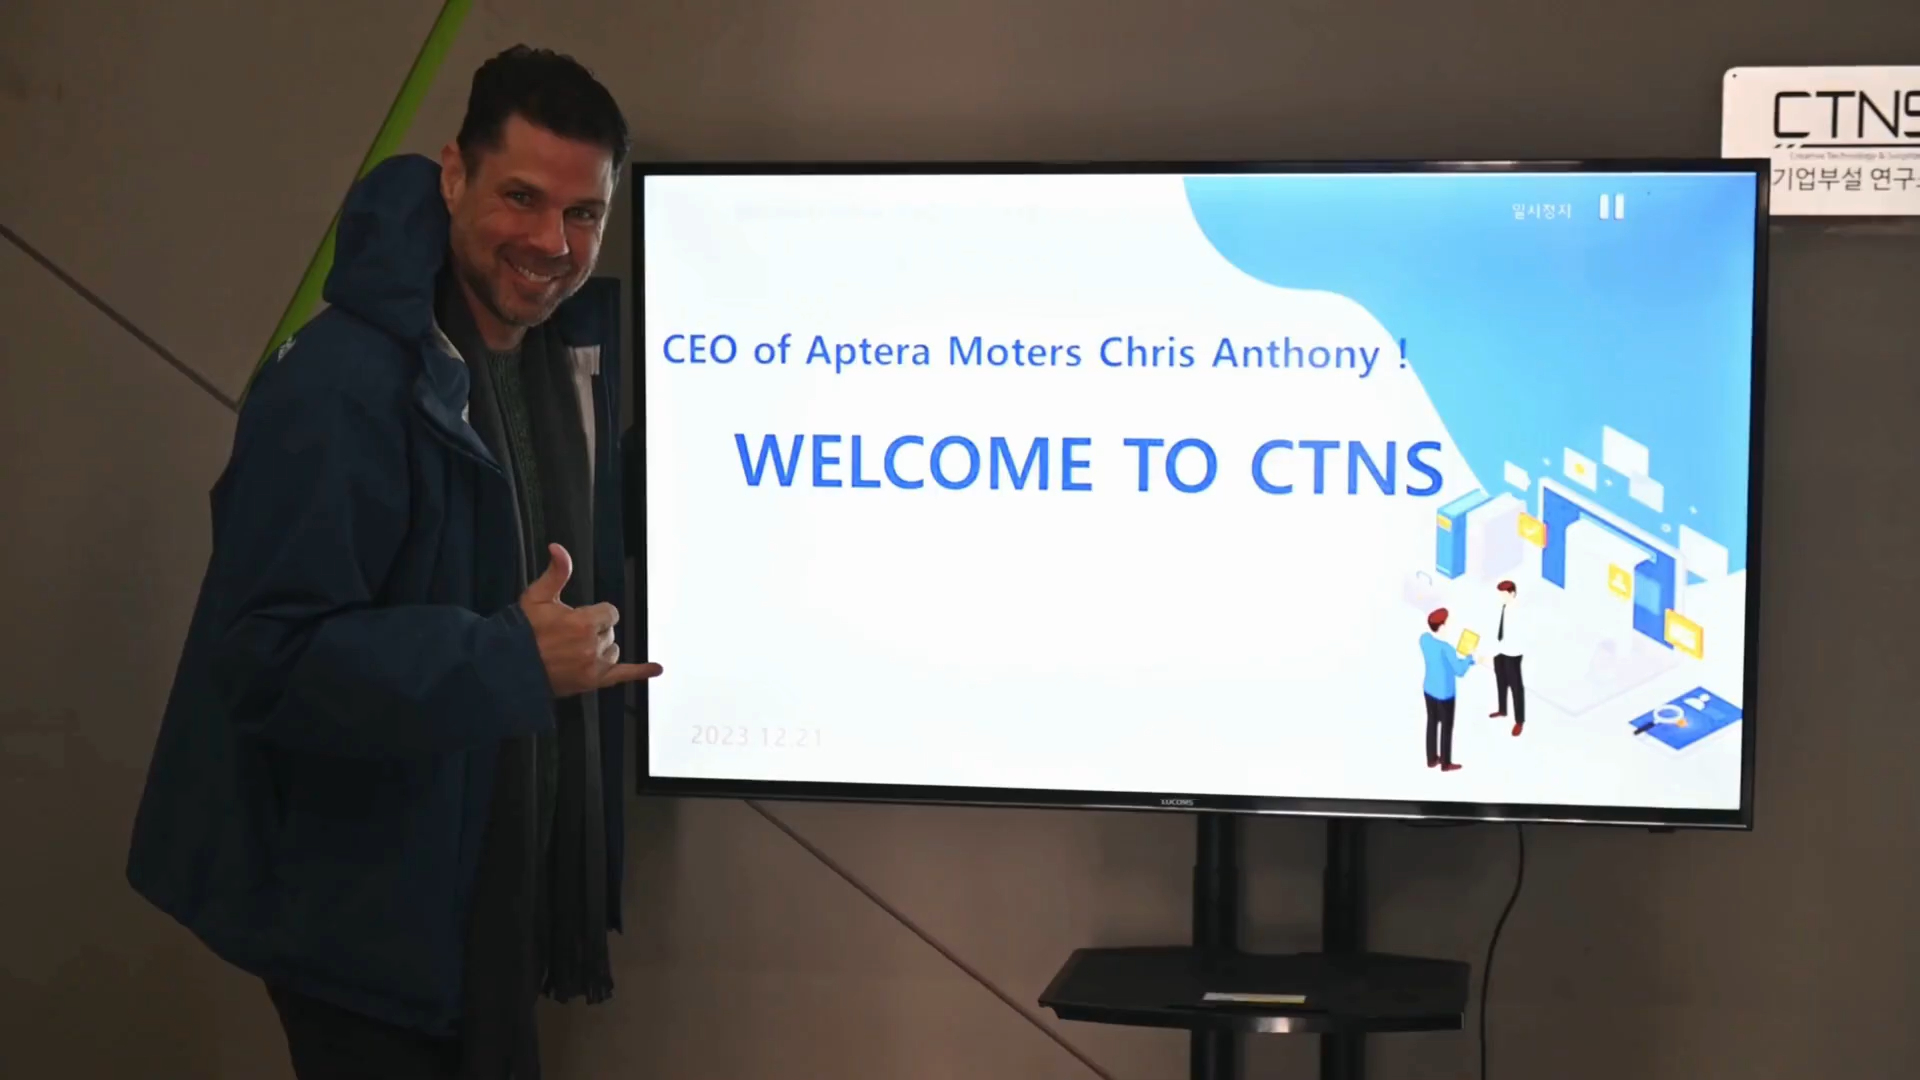 CTNS
기업부설 연구
일시정지
CEO of Aptera Moters Chris Anthony !
WELCOME TO CTNS
2023 12.21
LUCOMS